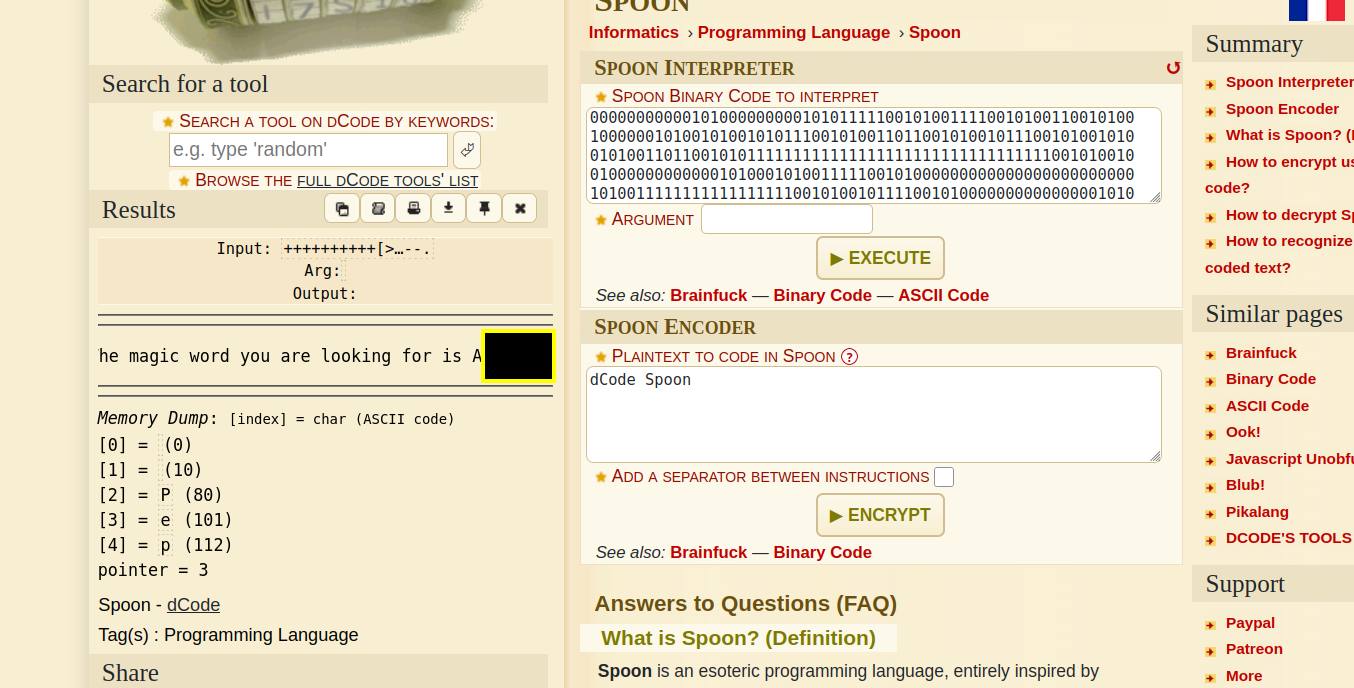 Search for a tool
★ Search a tool on dCode by keywords:
e.g. type 'random'
★ Browse the full dCode tools' list
Results
Input: ++++++++++[>…--.
Arg:
Output:
he magic word you are looking for is A
Memory Dump: [index] = char (ASCII code)
[0] = (0)
[1] = (10)
[2] = P (80)
[3] = e (101)
[4] = p (112)
pointer = 3
Spoon - dCode
Tag(s) : Programming Language
Share
Spoon
Informatics › Programming Language › Spoon
Spoon Interpreter
★ Spoon Binary Code to interpret
★ Argument
▶ EXECUTE
See also: Brainfuck — Binary Code — ASCII Code
Spoon Encoder
★ Plaintext to code in Spoon ?
dCode Spoon
★ Add a separator between instructions
▶ ENCRYPT
See also: Brainfuck — Binary Code
Answers to Questions (FAQ)
What is Spoon? (Definition)
Spoon is an esoteric programming language, entirely inspired by
Summary
Spoon Interpreter
Spoon Encoder
What is Spoon? (
How to encrypt us
code?
How to decrypt Sp
How to recognize
coded text?
Similar pages
Brainfuck
Binary Code
ASCII Code
Ook!
Javascript Unobfu
Blub!
Pikalang
DCODE'S TOOLS
Support
Paypal
Patreon
More